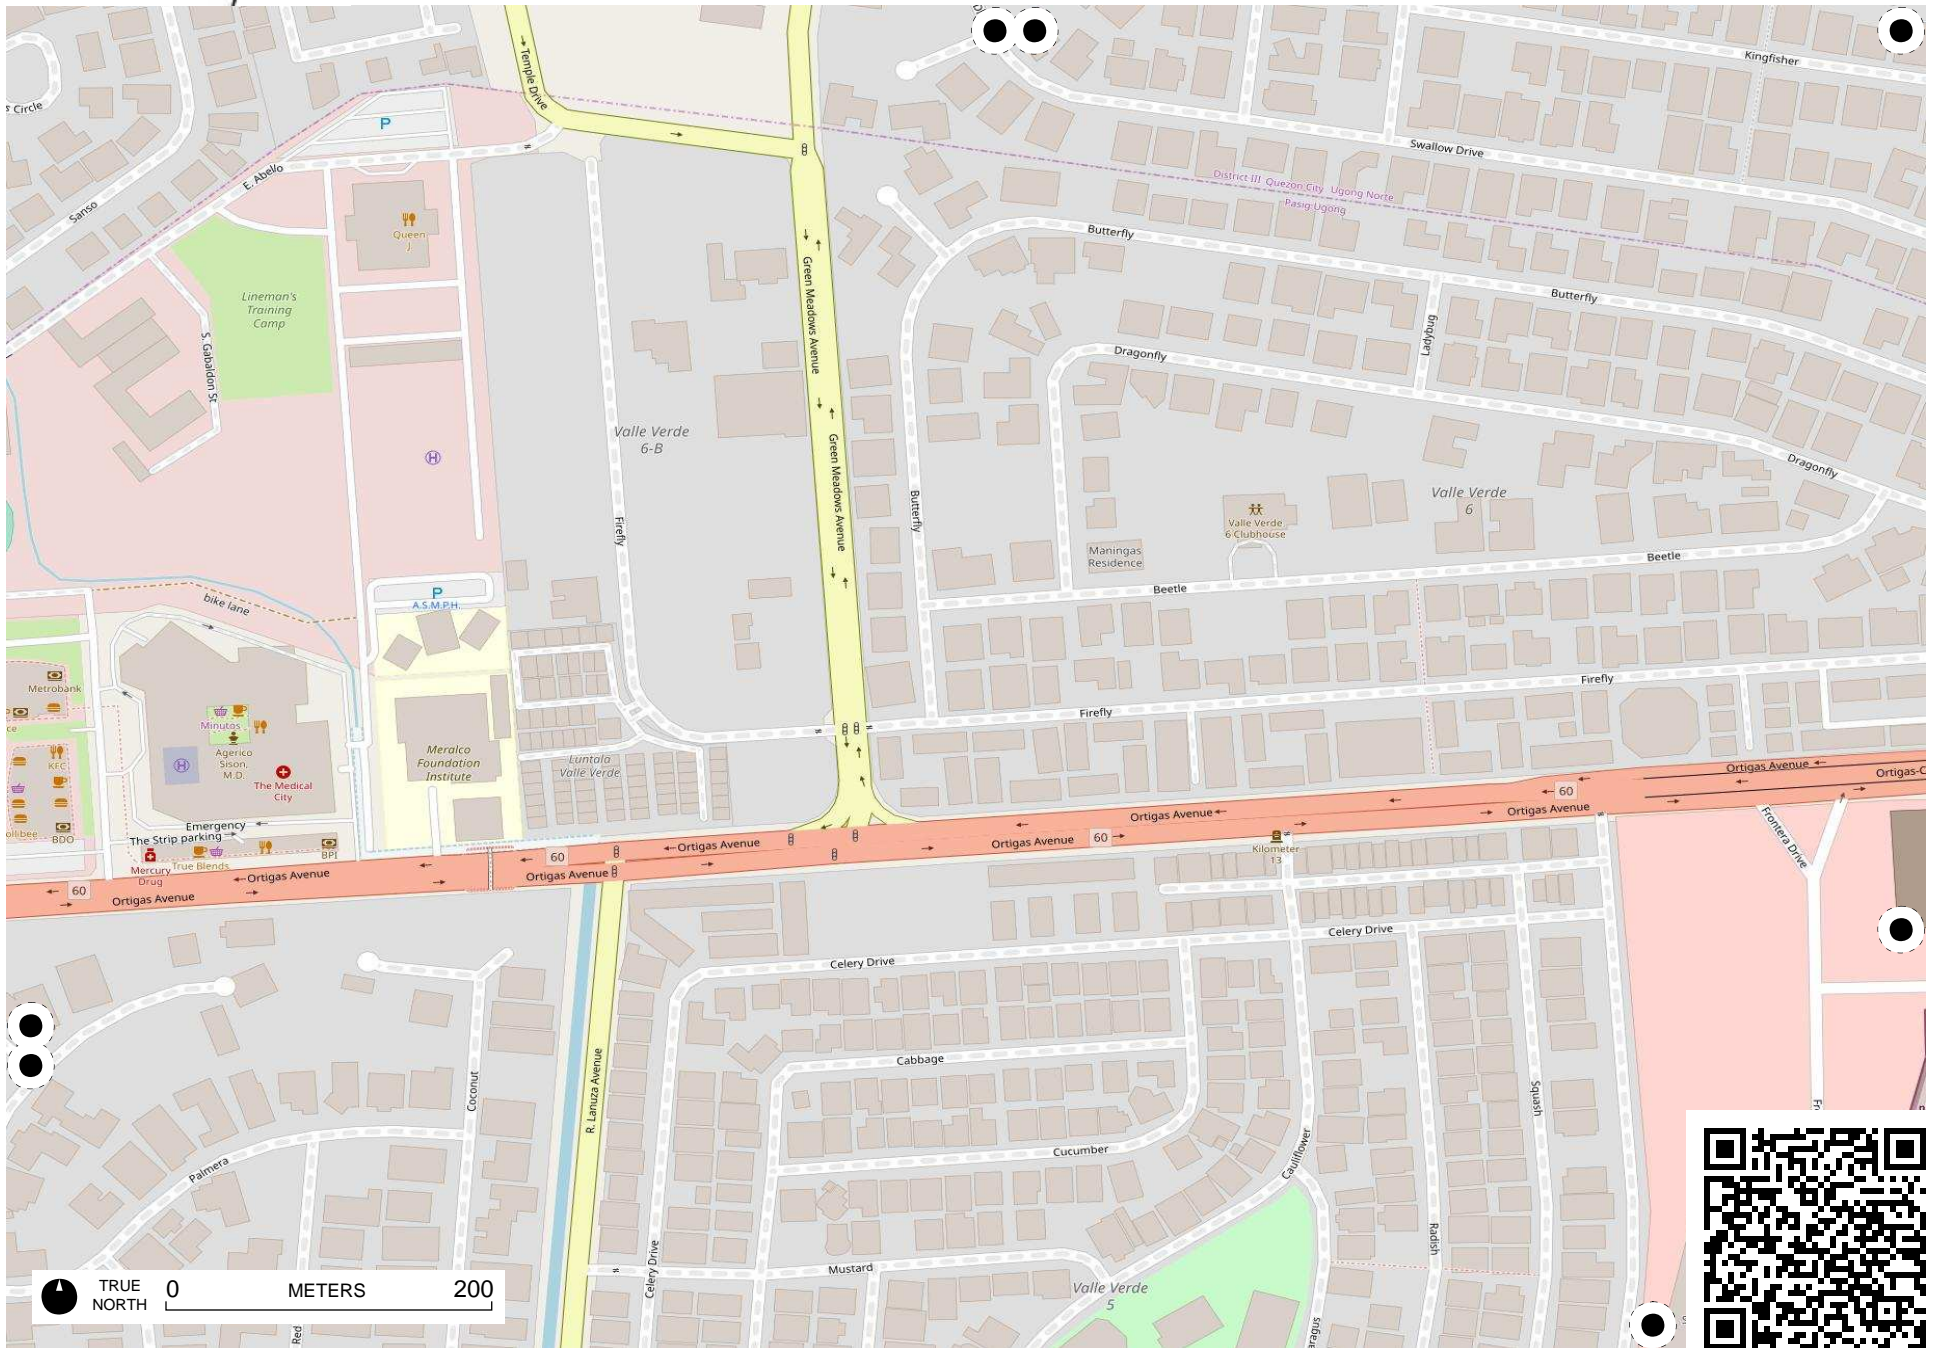 Temple Drive
Kingfisher
Circle
P
Swallow Drive
E. Abello
District III Quezon City Ugong Norte
Pasig Ugong
Sanso
Queen
J
Butterfly
Green Meadows Avenue
Lineman's
Training
Camp
Butterfly
S. Gabaldon St
Ladybug
Dragonfly
Valle Verde
6-B
Green Meadows Avenue
H
Dragonfly
Valle Verde
6
Butterfly
Valle Verde
6 Clubhouse
Firefly
Maningas
Residence
Beetle
Beetle
P
A.S.M.P.H.
bike lane
Metrobank
Firefly
Firefly
Minutos
Agerico
Sison,
M.D.
Meralco
Foundation
Institute
Luntala
Valle Verde
KFC
H
The Medical
City
Ortigas Avenue
Ortigas-C
60
Ortigas Avenue
Ortigas Avenue
Emergency
The Strip parking
BDO
Mercury
Drug
True Blends
BPI
60
Ortigas Avenue
Ortigas Avenue
60
Kilometer
13
Frontera Drive
Ortigas Avenue
Ortigas Avenue
60
Ortigas Avenue
Celery Drive
Celery Drive
Cabbage
Coconut
R. Lanuza Avenue
Squash
Cucumber
Cauliflower
Palmera
Radish
Celery Drive
Mustard
Valle Verde
5
Red
TRUE
NORTH
0 METERS 200